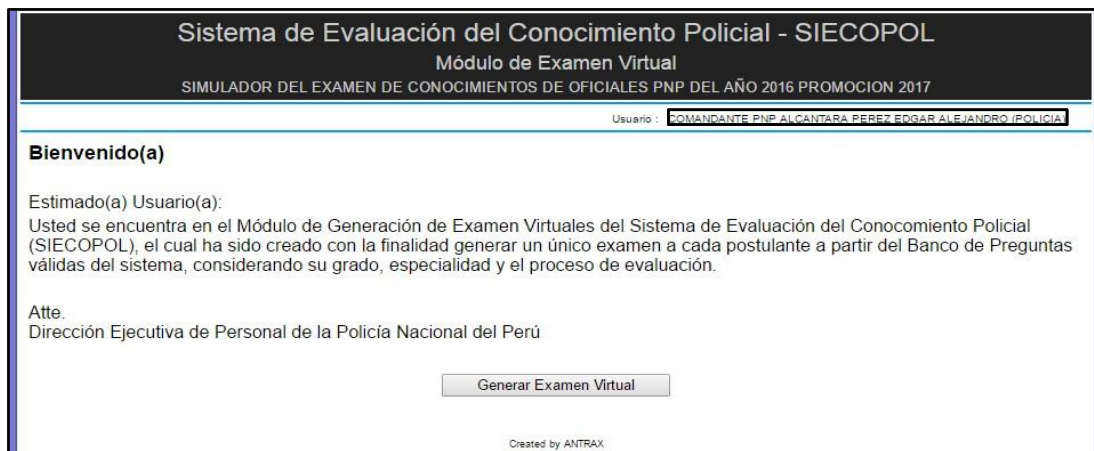 Sistema de Evaluación del Conocimiento Policial - SIECOPOL
Módulo de Examen Virtual
SIMULADOR DEL EXAMEN DE CONOCIMIENTOS DE OFICIALES PNP DEL AÑO 2016 PROMOCION 2017
Usuario : COMANDANTE PNP ALCANTARA PEREZ EDGAR ALEJANDRO (POLICIA)
Bienvenido(a)
Estimado(a) Usuario(a):
Usted se encuentra en el Módulo de Generación de Examen Virtuales del Sistema de Evaluación del Conocomiento Policial
(SIECOPOL), el cual ha sido creado con la finalidad generar un único examen a cada postulante a partir del Banco de Preguntas
válidas del sistema, considerando su grado, especialidad y el proceso de evaluación.
Atte.
Dirección Ejecutiva de Personal de la Policía Nacional del Perú
Generar Examen Virtual
Created by ANTRAX